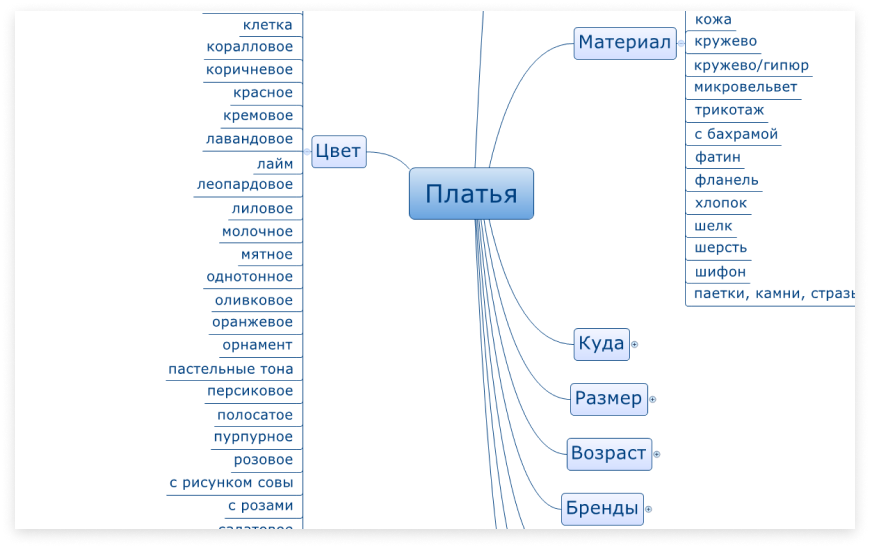 клетка
коралловое
коричневое
красное
кремовое
лавандовое
лайм
леопардовое
лиловое
молочное
мятное
однотонное
оливковое
оранжевое
орнамент
пастельные тона
персиковое
полосатое
пурпурное
розовое
с рисунком совы
с розами
салатовое
Цвет
Платья
Материал
кожа
кружево
кружево/гипюр
микровельвет
трикотаж
с бахрамой
фатин
фланель
хлопок
шелк
шерсть
шифон
паетки, камни, стразы
Куда
Размер
Возраст
Бренды